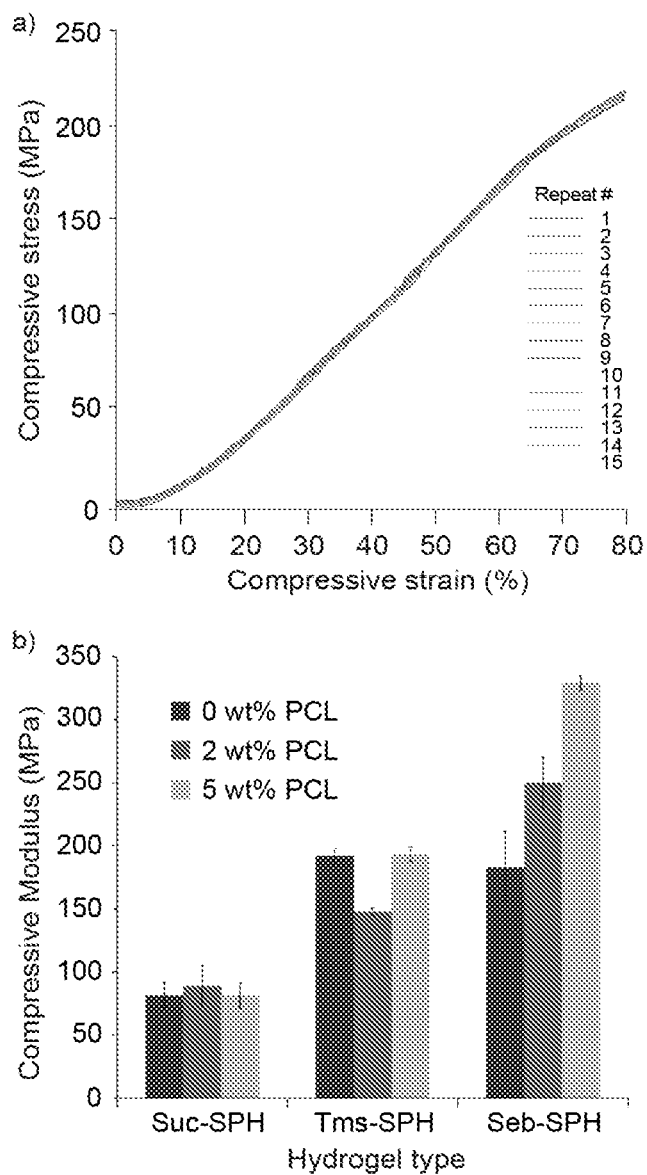 a)
250
200
150
100
50
0
Compressive stress (MPa)
Repeat #
1
2
3
4
5
6
7
8
9
10
11
12
13
14
15
0 10 20 30 40 50 60 70 80
Compressive strain (%)
b)
350
300
250
200
150
100
50
0
Compressive Modulus (MPa)
0 wt% PCL
2 wt% PCL
5 wt% PCL
Suc-SPH Tms-SPH Seb-SPH
Hydrogel type